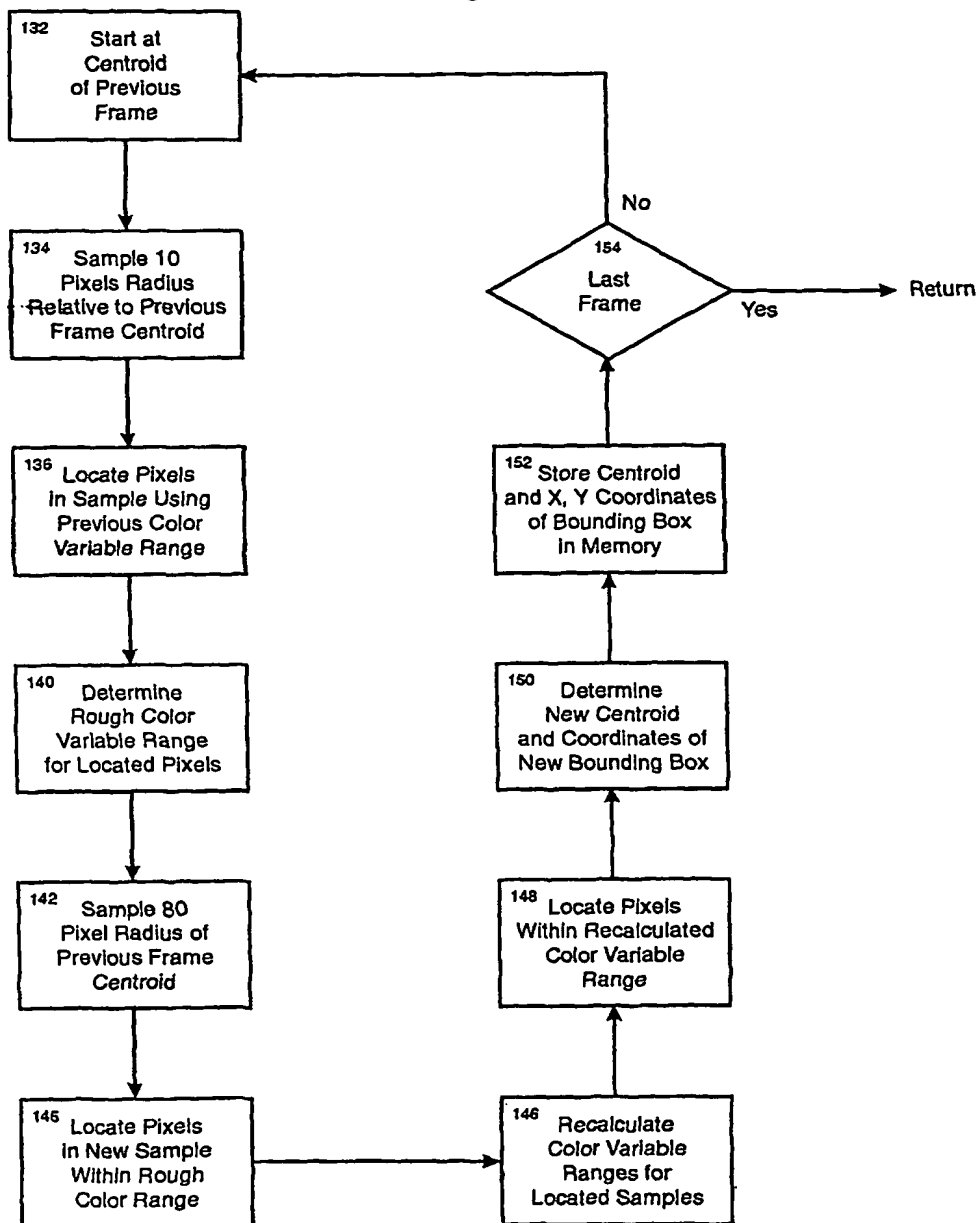 132
Start at
Centroid
of Previous
Frame
134
Sample 10
Pixels Radius
Relative to Previous
Frame Centroid
136
Locate Pixels
in Sample Using
Previous Color
Variable Range
140
Determine
Rough Color
Variable Range
for Located Pixels
142
Sample 80
Pixel Radius of
Previous Frame
Centroid
145
Locate Pixels
in New Sample
Within Rough
Color Range
146
Recalculate
Color Variable
Ranges for
Located Samples
148
Locate Pixels
Within Recalculated
Color Variable
Range
150
Determine
New Centroid
and Coordinates of
New Bounding Box
152
Store Centroid
and X, Y Coordinates
of Bounding Box
in Memory
154
Last
Frame
No
Yes
Return